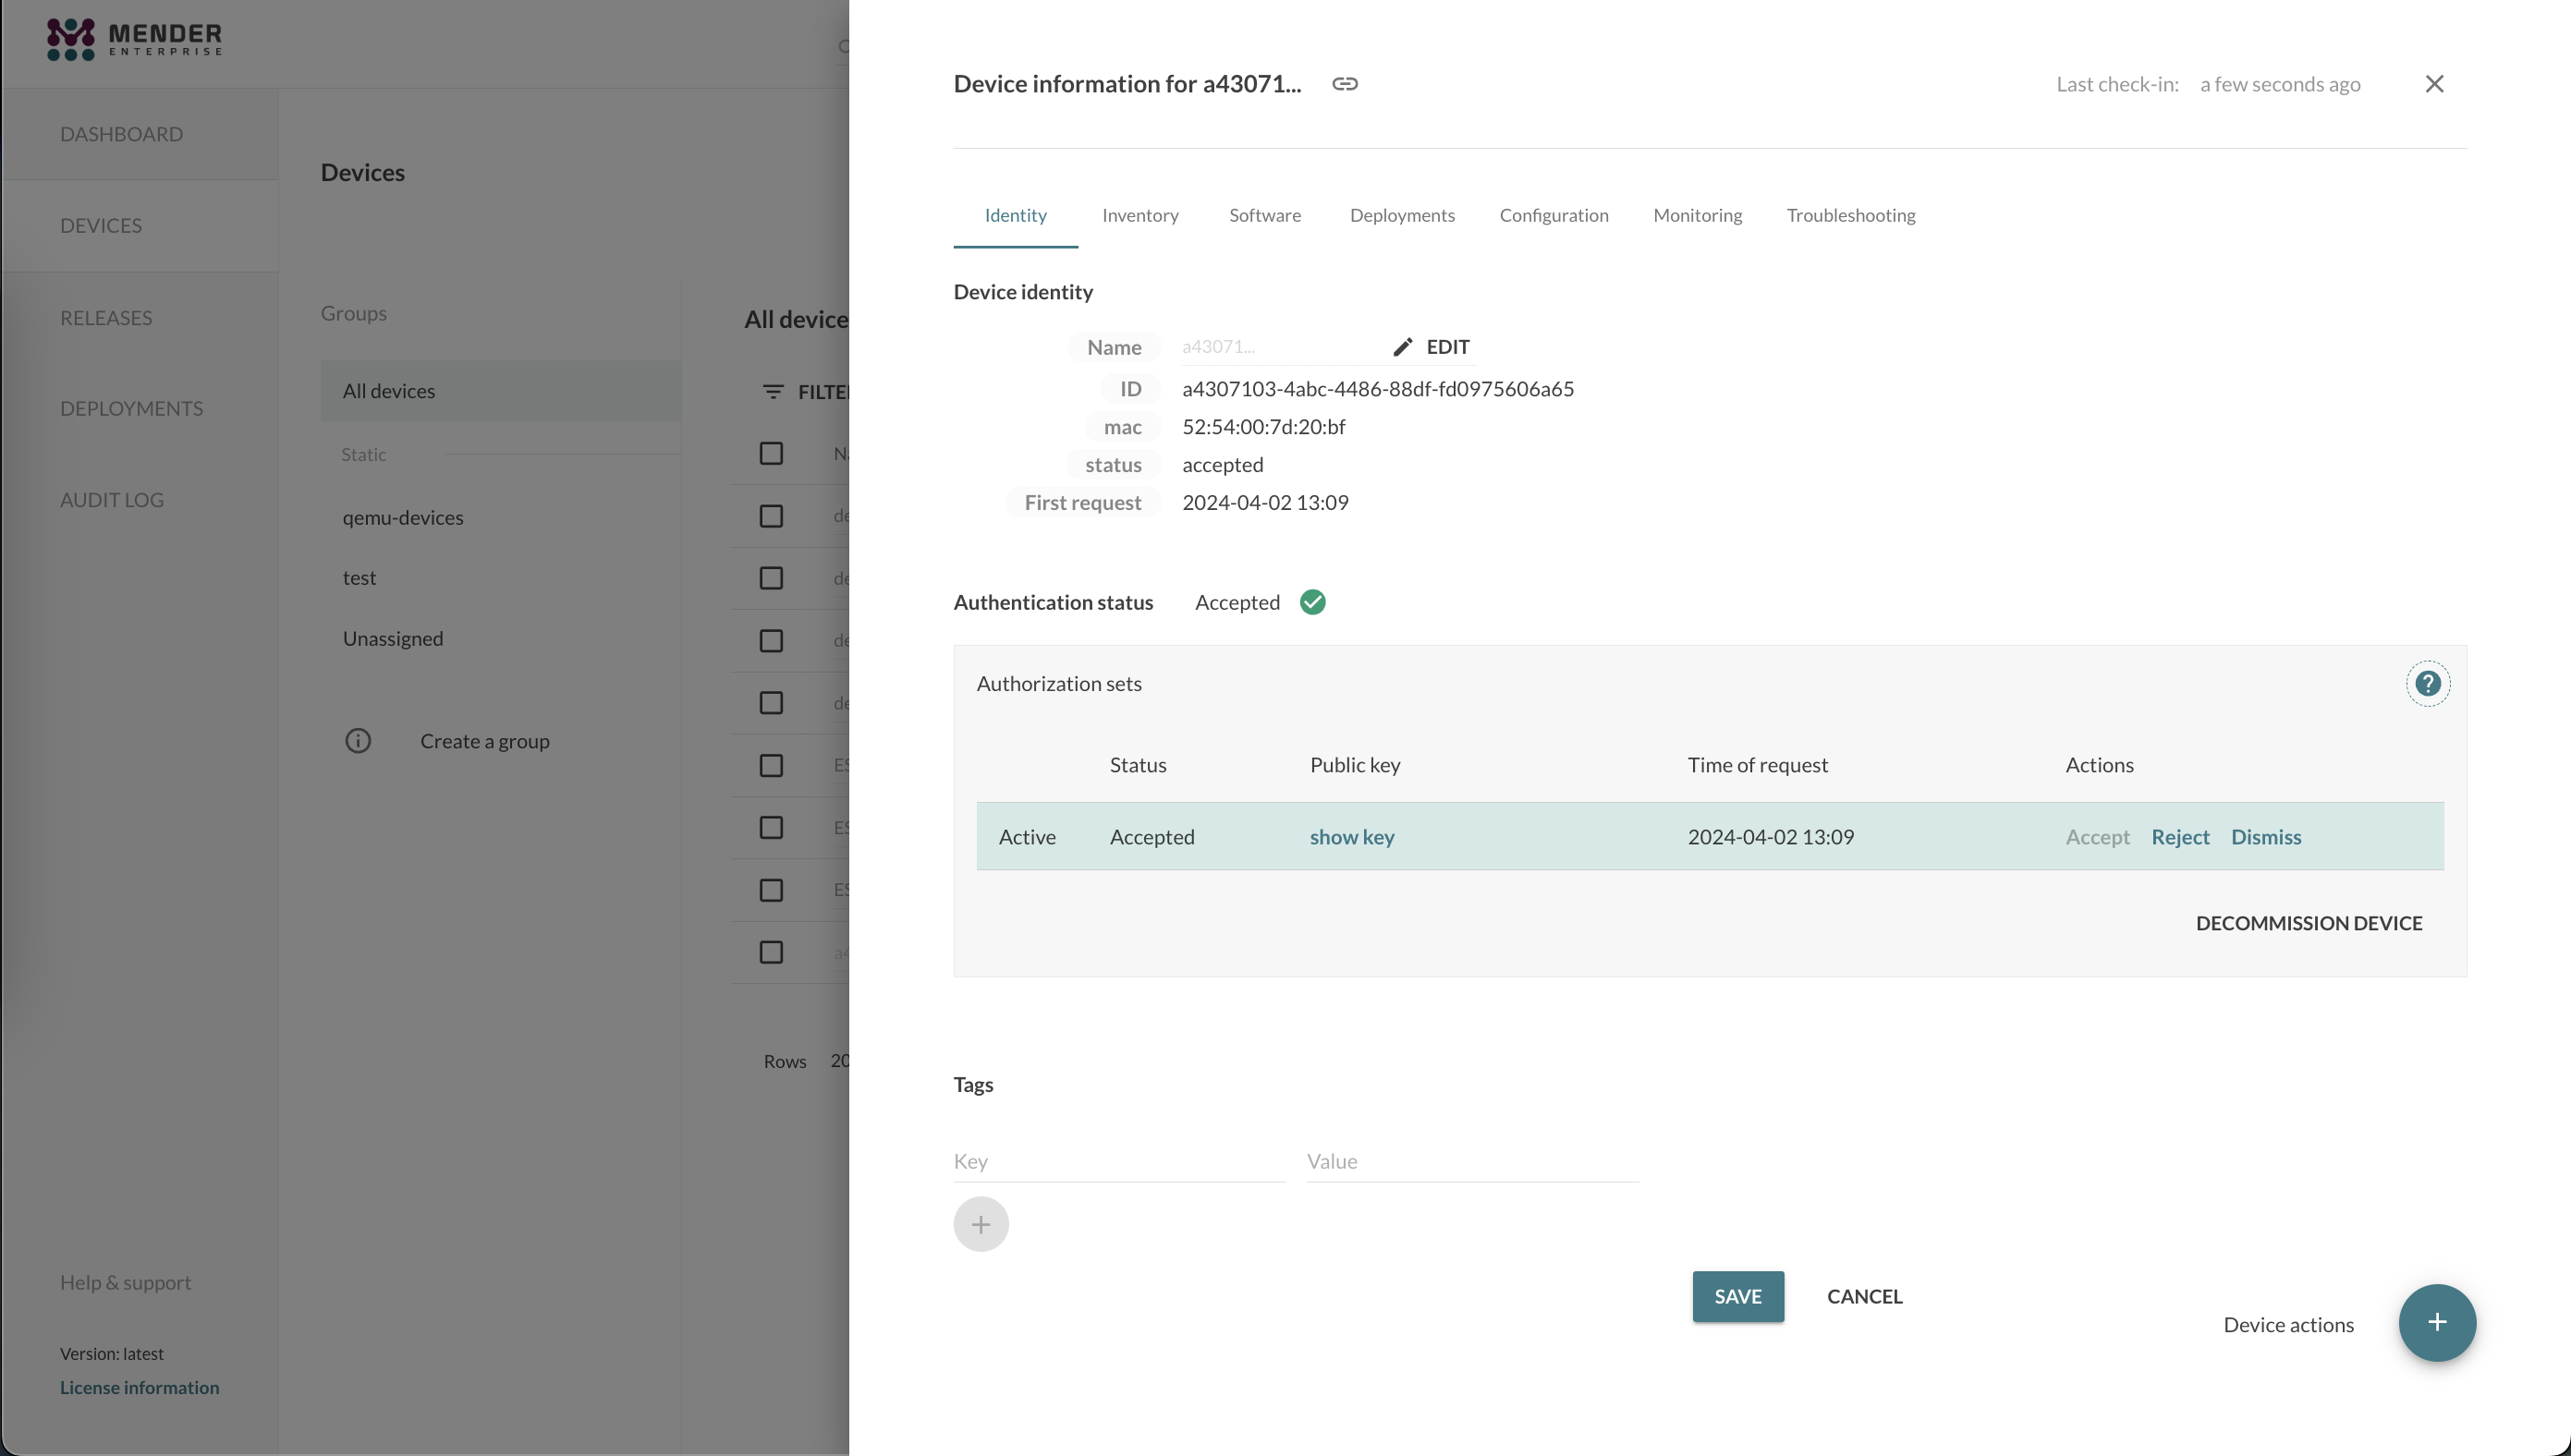 MENDER
ENTERPRISE
DASHBOARD
DEVICES
RELEASES
DEPLOYMENTS
AUDIT LOG
Help & support
Version: latest
License information
Devices
Groups
All devices
Static
qemu-devices
test
Unassigned
Create a group
All device
FILTE
Rows 20
Device information for a43071...
Last check-in: a few seconds ago
Identity Inventory Software Deployments Configuration Monitoring Troubleshooting
Device identity
Name a43071... EDIT
ID a4307103-4abc-4486-88df-fd0975606a65
mac 52:54:00:7d:20:bf
status accepted
First request 2024-04-02 13:09
Authentication status Accepted
Authorization sets
?
Status Public key Time of request Actions
Active Accepted show key 2024-04-02 13:09 Accept Reject Dismiss
DECOMMISSION DEVICE
Tags
Key Value
SAVE CANCEL
Device actions